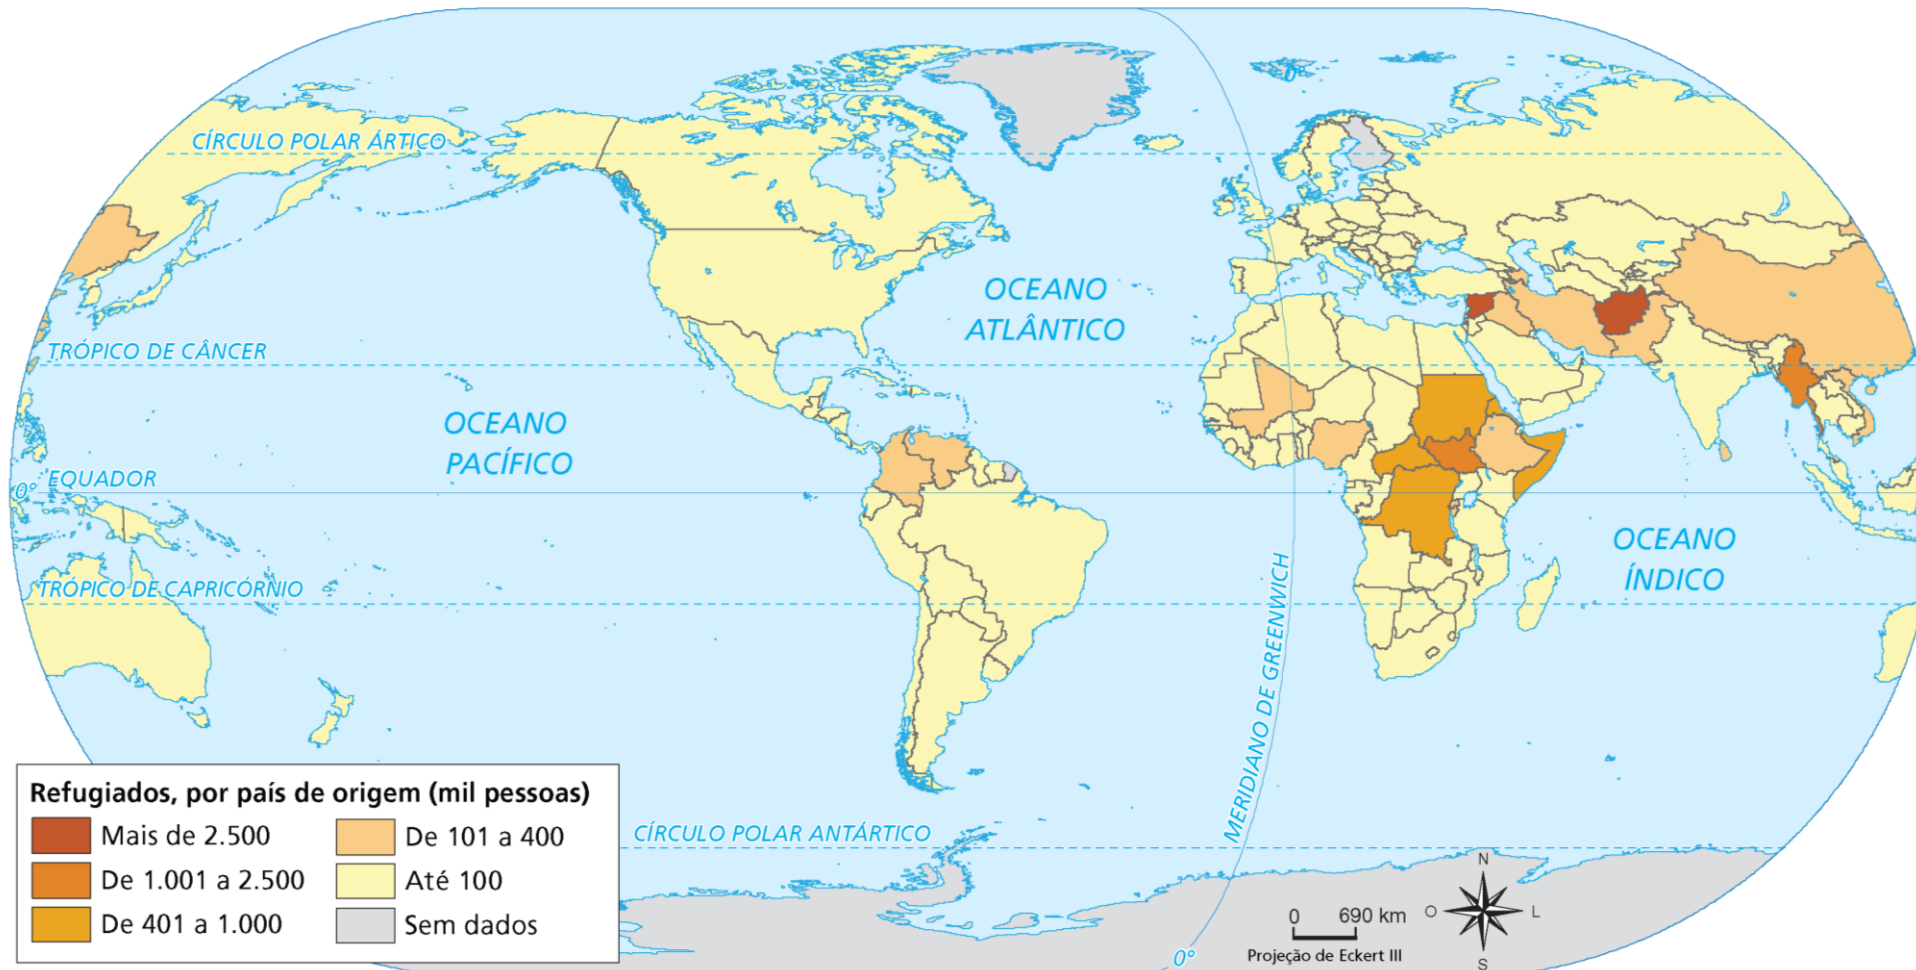 CÍRCULO POLAR ÁRTICO
0°
OCEANO
ATLÂNTICO
TRÓPICO DE CÂNCER
OCEANO
PACÍFICO
EQUADOR
0°
OCEANO
ÍNDICO
TRÓPICO DE CAPRICÓRNIO
MERIDIANO DE GREENWICH
CÍRCULO POLAR ANTÁRTICO
0°
Refugiados, por país de origem (mil pessoas)
Mais de 2.500
De 1.001 a 2.500
De 401 a 1.000
De 101 a 400
Até 100
Sem dados
0 690 km
Projeção de Eckert III
N
O L
S